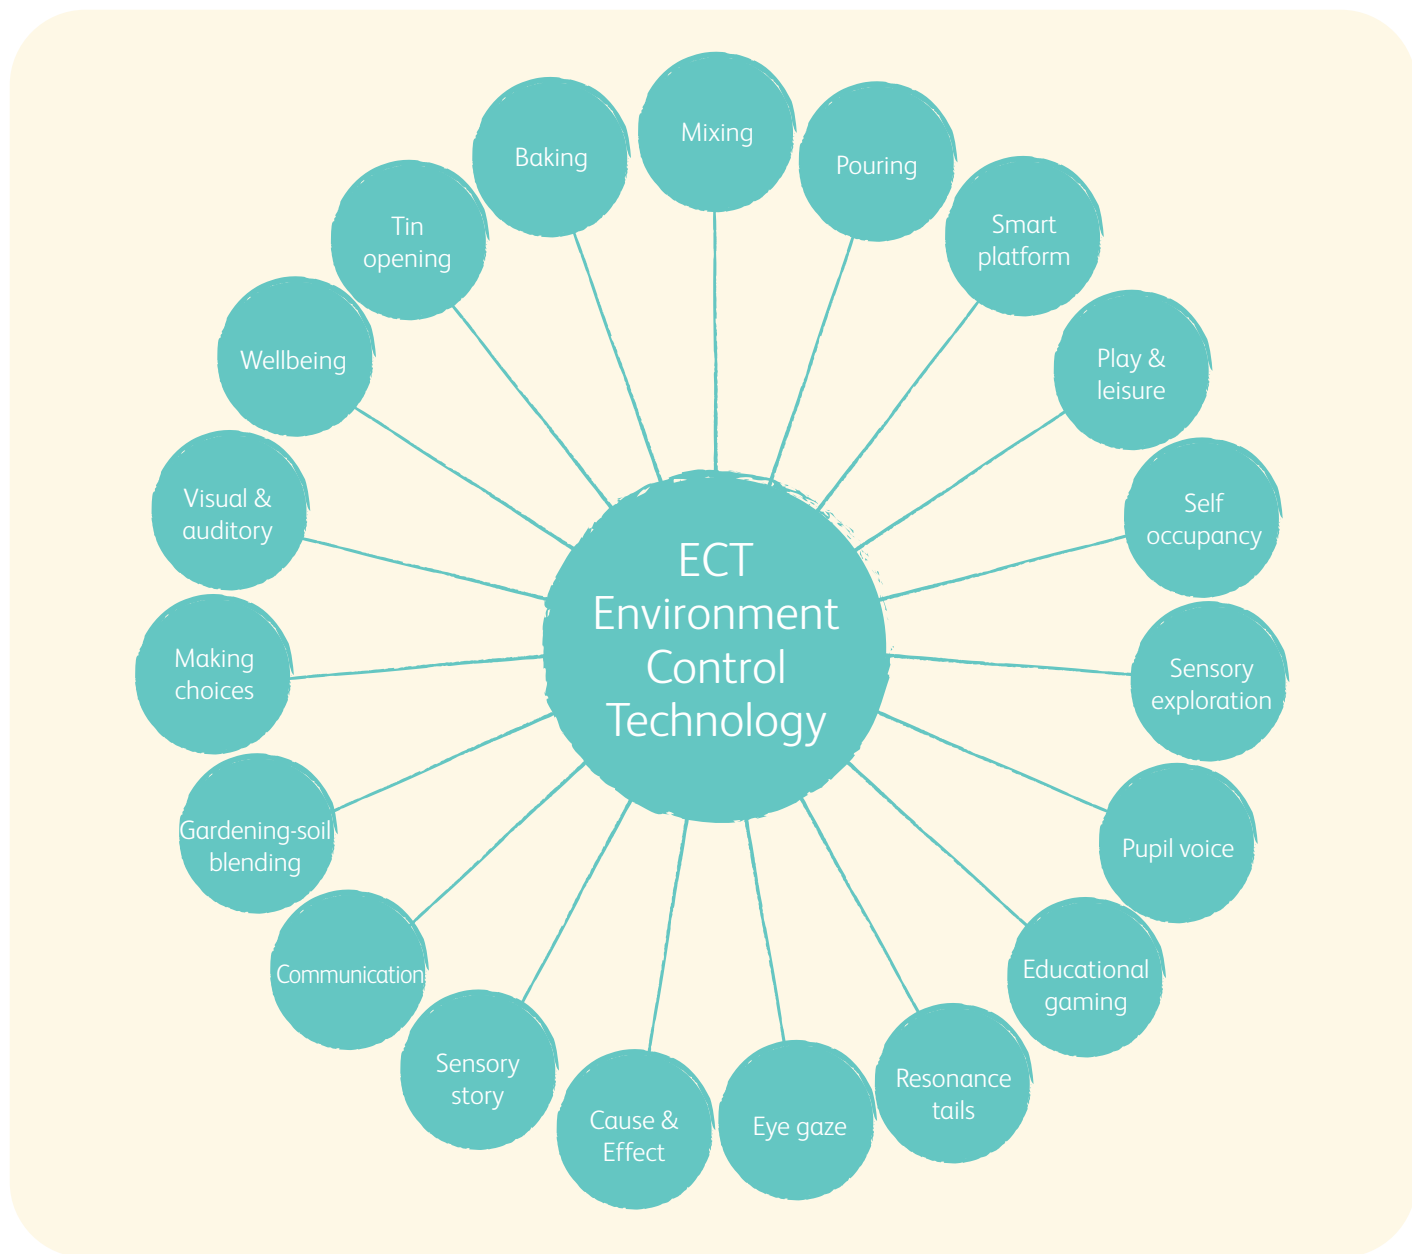 ECT
Environment
Control
Technology
Mixing
Pouring
Smart
platform
Play &
leisure
Self
occupancy
Sensory
exploration
Pupil voice
Educational
gaming
Resonance
tails
Eye gaze
Cause &
Effect
Sensory
story
Communication
Gardening-soil
blending
Making
choices
Visual &
auditory
Wellbeing
Tin
opening
Baking